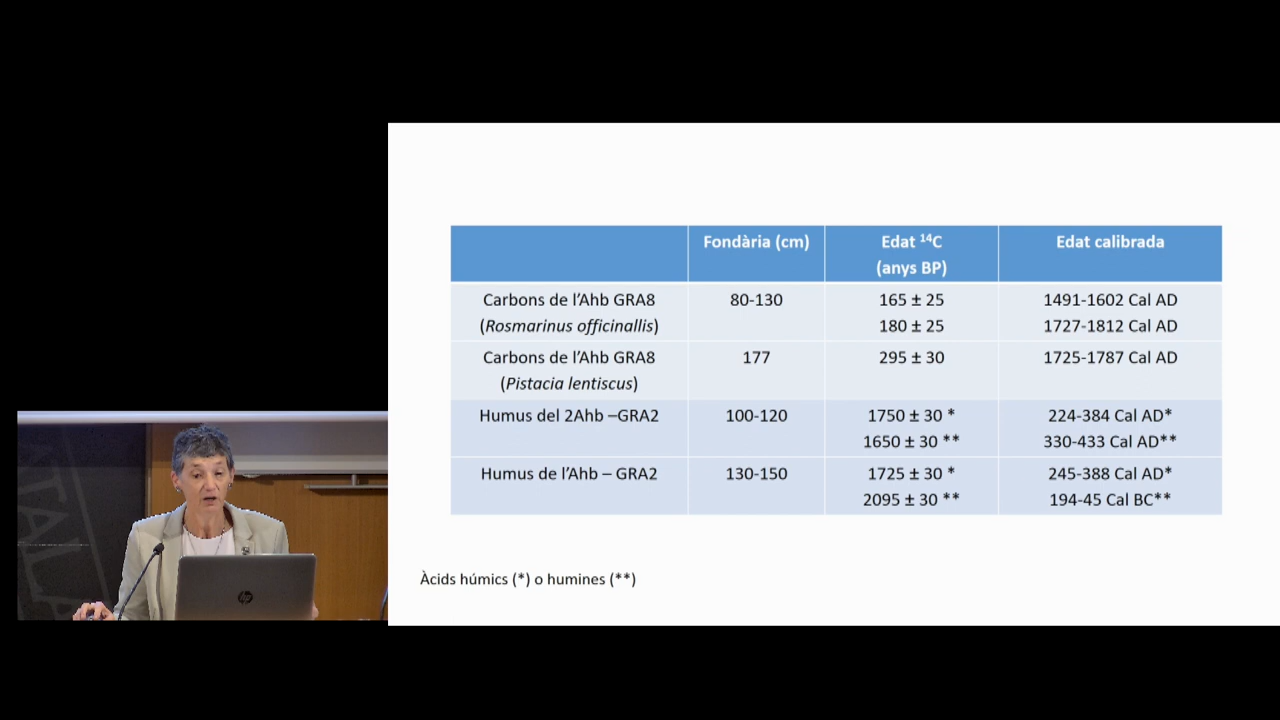 Fondària (cm)
Edat ¹⁴C
(anys BP)
Edat calibrada
Carbons de l’Ahb GRA8
(Rosmarinus officinallis)
80-130
165 ± 25
180 ± 25
1491-1602 Cal AD
1727-1812 Cal AD
Carbons de l’Ahb GRA8
(Pistacia lentiscus)
177
295 ± 30
1725-1787 Cal AD
Humus del 2Ahb –GRA2
100-120
1750 ± 30 *
1650 ± 30 **
224-384 Cal AD*
330-433 Cal AD**
Humus de l’Ahb – GRA2
130-150
1725 ± 30 *
2095 ± 30 **
245-388 Cal AD*
194-45 Cal BC**
Àcids húmics (*) o humines (**)
hp